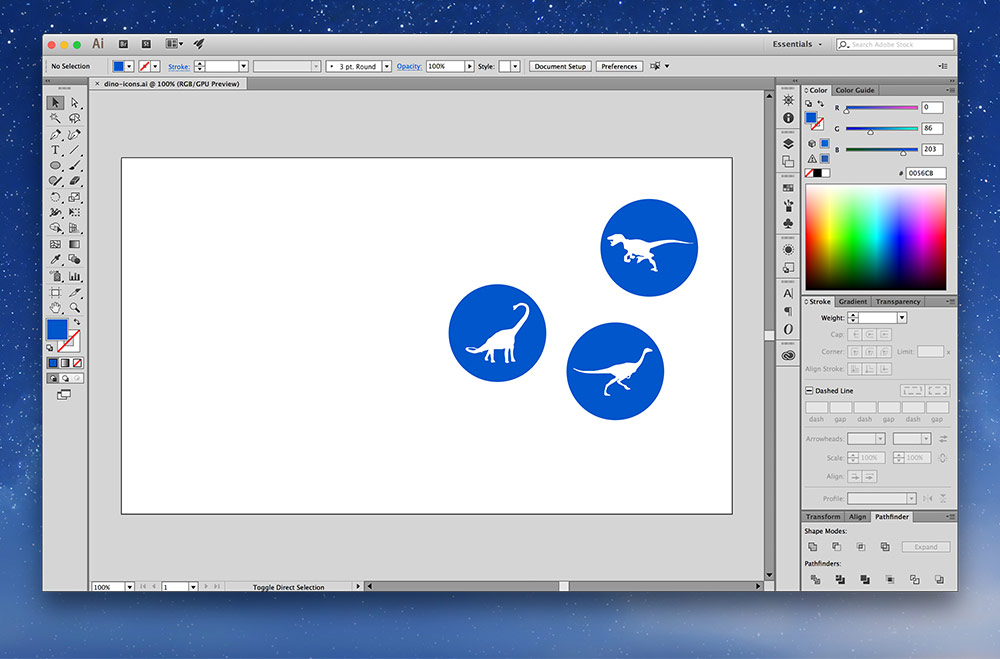 Ai Br St Essentials Search Adobe Stock
No Selection Stroke: 3 pt. Round Opacity: 100% Style: Document Setup Preferences
× dino-icons.ai @ 100% (RGB/GPU Preview)
Color Color Guide
R 0
G 86
B 203
# 0056CB
Stroke Gradient Transparency
Weight:
Cap:
Corner: Limit: x
Align Stroke:
Dashed Line
dash gap dash gap dash gap
Arrowheads:
Scale: 100% 100%
Align:
Profile:
Transform Align Pathfinder
Shape Modes:
Expand
Pathfinders:
100% 1 Toggle Direct Selection